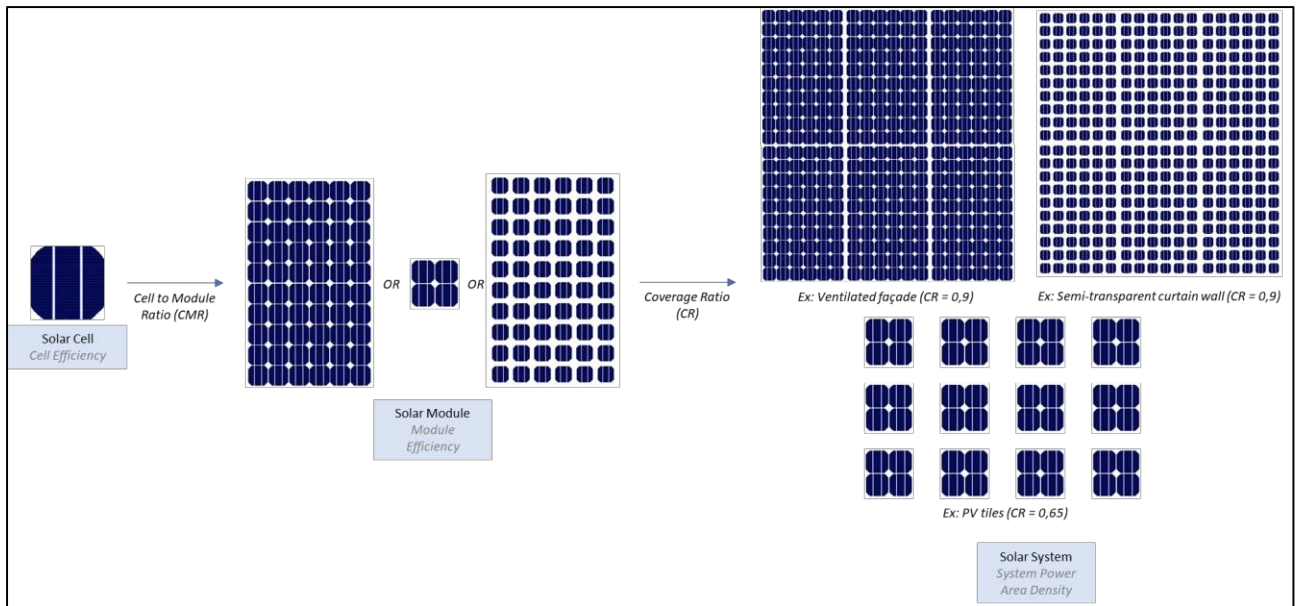 Cell to Module
Ratio (CMR)
Solar Cell
Cell Efficiency
OR
OR
Solar Module
Module
Efficiency
Coverage Ratio
(CR)
Ex: Ventilated façade (CR = 0,9)
Ex: Semi-transparent curtain wall (CR = 0,9)
Ex: PV tiles (CR = 0,65)
Solar System
System Power
Area Density